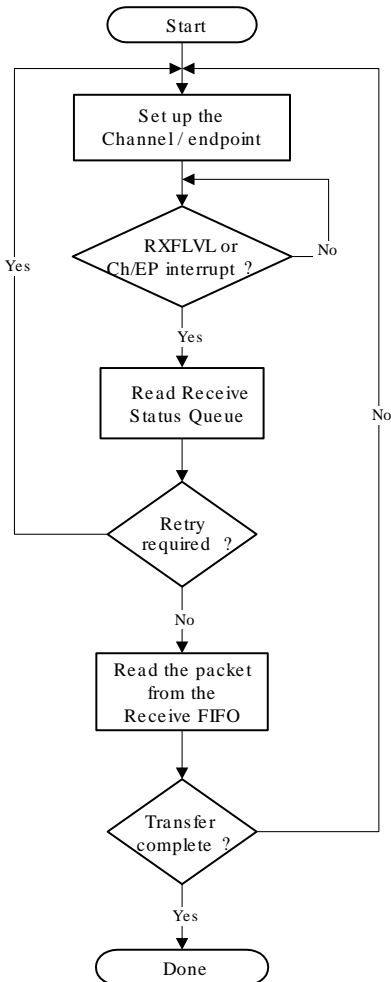 Start
Set up the
Channel / endpoint
RXFLVL or
Ch/EP interrupt ?
No
Yes
Yes
Read Receive
Status Queue
No
Retry
required ?
No
Read the packet
from the
Receive FIFO
Transfer
complete ?
Yes
Done